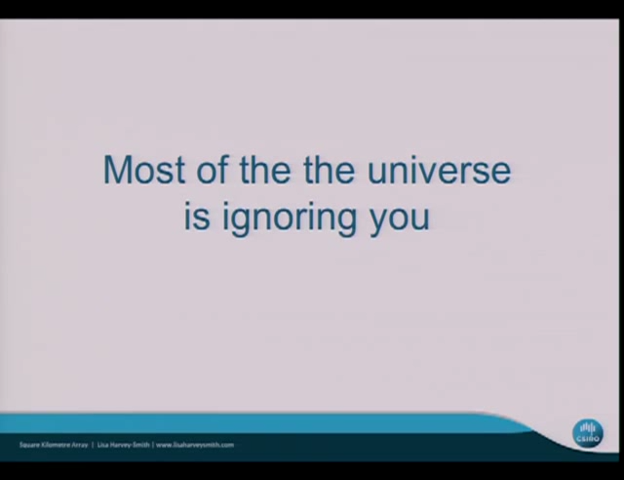 Most of the the universe
is ignoring you
Square Kilometre Array | Lisa Harvey-Smith | www.lisaharveysmith.com
CSIRO